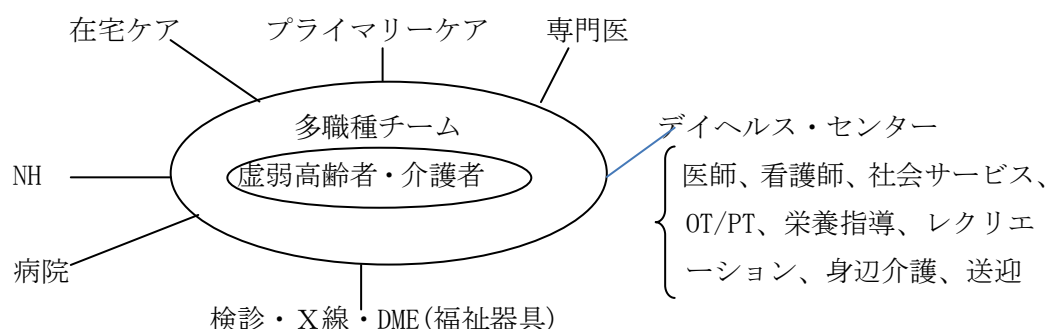 在宅ケア
プライマリーケア
専門医
多職種チーム
デイヘルス・センター
虚弱高齢者・介護者
NH
医師、看護師、社会サービス、
OT/PT、栄養指導、レクリエ
ーション、身辺介護、送迎
病院
検診・X線・DME(福祉器具)